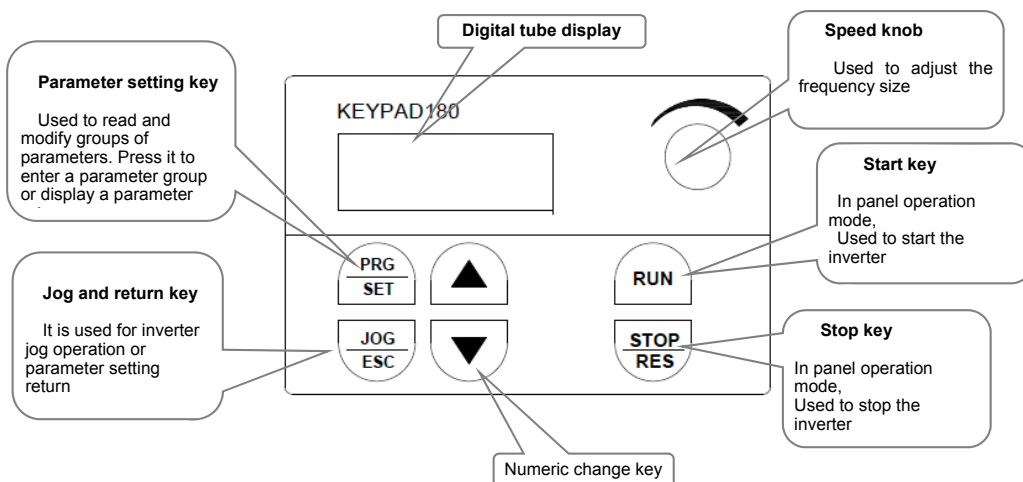 Digital tube display
Speed knob
Used to adjust the
frequency size
Parameter setting key
Used to read and
modify groups of
parameters. Press it to
enter a parameter group
or display a parameter
KEYPAD180
Start key
In panel operation
mode,
Used to start the
inverter
PRG
SET
RUN
Jog and return key
It is used for inverter
jog operation or
parameter setting
return
JOG
ESC
STOP
RES
Stop key
In panel operation
mode,
Used to stop the
inverter
Numeric change key